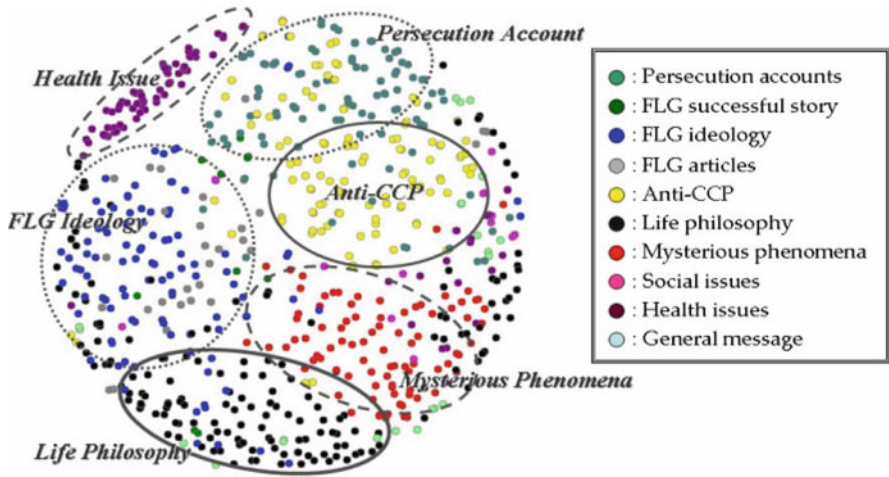 Persecution Account
Health Issue
Anti-CCP
FLG Ideology
Mysterious Phenomena
Life Philosophy
: Persecution accounts
: FLG successful story
: FLG ideology
: FLG articles
: Anti-CCP
: Life philosophy
: Mysterious phenomena
: Social issues
: Health issues
: General message